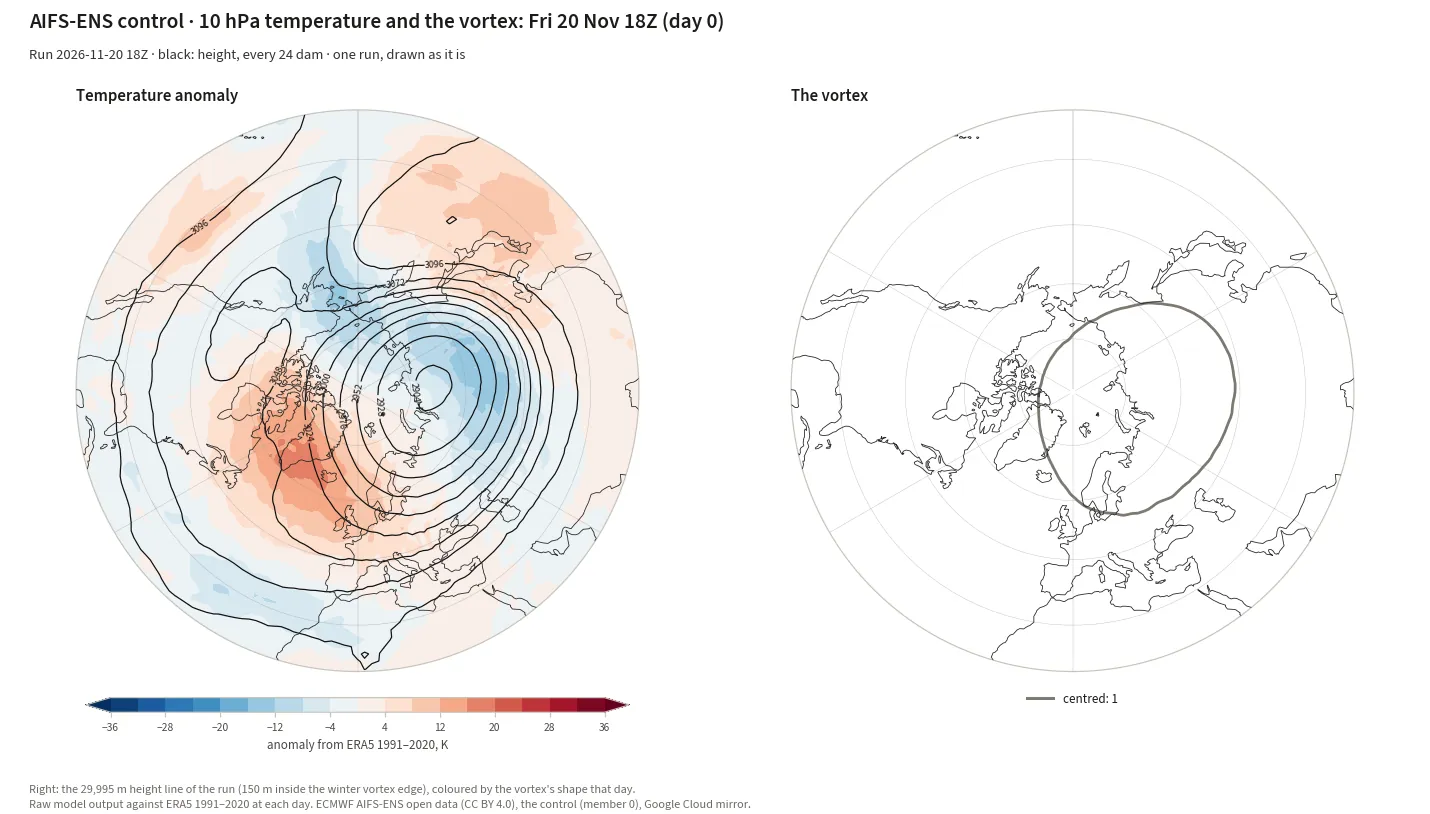 AIFS-ENS control · 10 hPa temperature and the vortex: Fri 20 Nov 18Z (day 0)
Run 2026-11-20 18Z · black: height, every 24 dam · one run, drawn as it is
Temperature anomaly
The vortex
3096
3096
3072
3048
3000
2952
2976
2928
3024
centred: 1
−36 −28 −20 −12 −4 4 12 20 28 36
anomaly from ERA5 1991–2020, K
Right: the 29,995 m height line of the run (150 m inside the winter vortex edge), coloured by the vortex's shape that day.
Raw model output against ERA5 1991–2020 at each day. ECMWF AIFS-ENS open data (CC BY 4.0), the control (member 0), Google Cloud mirror.